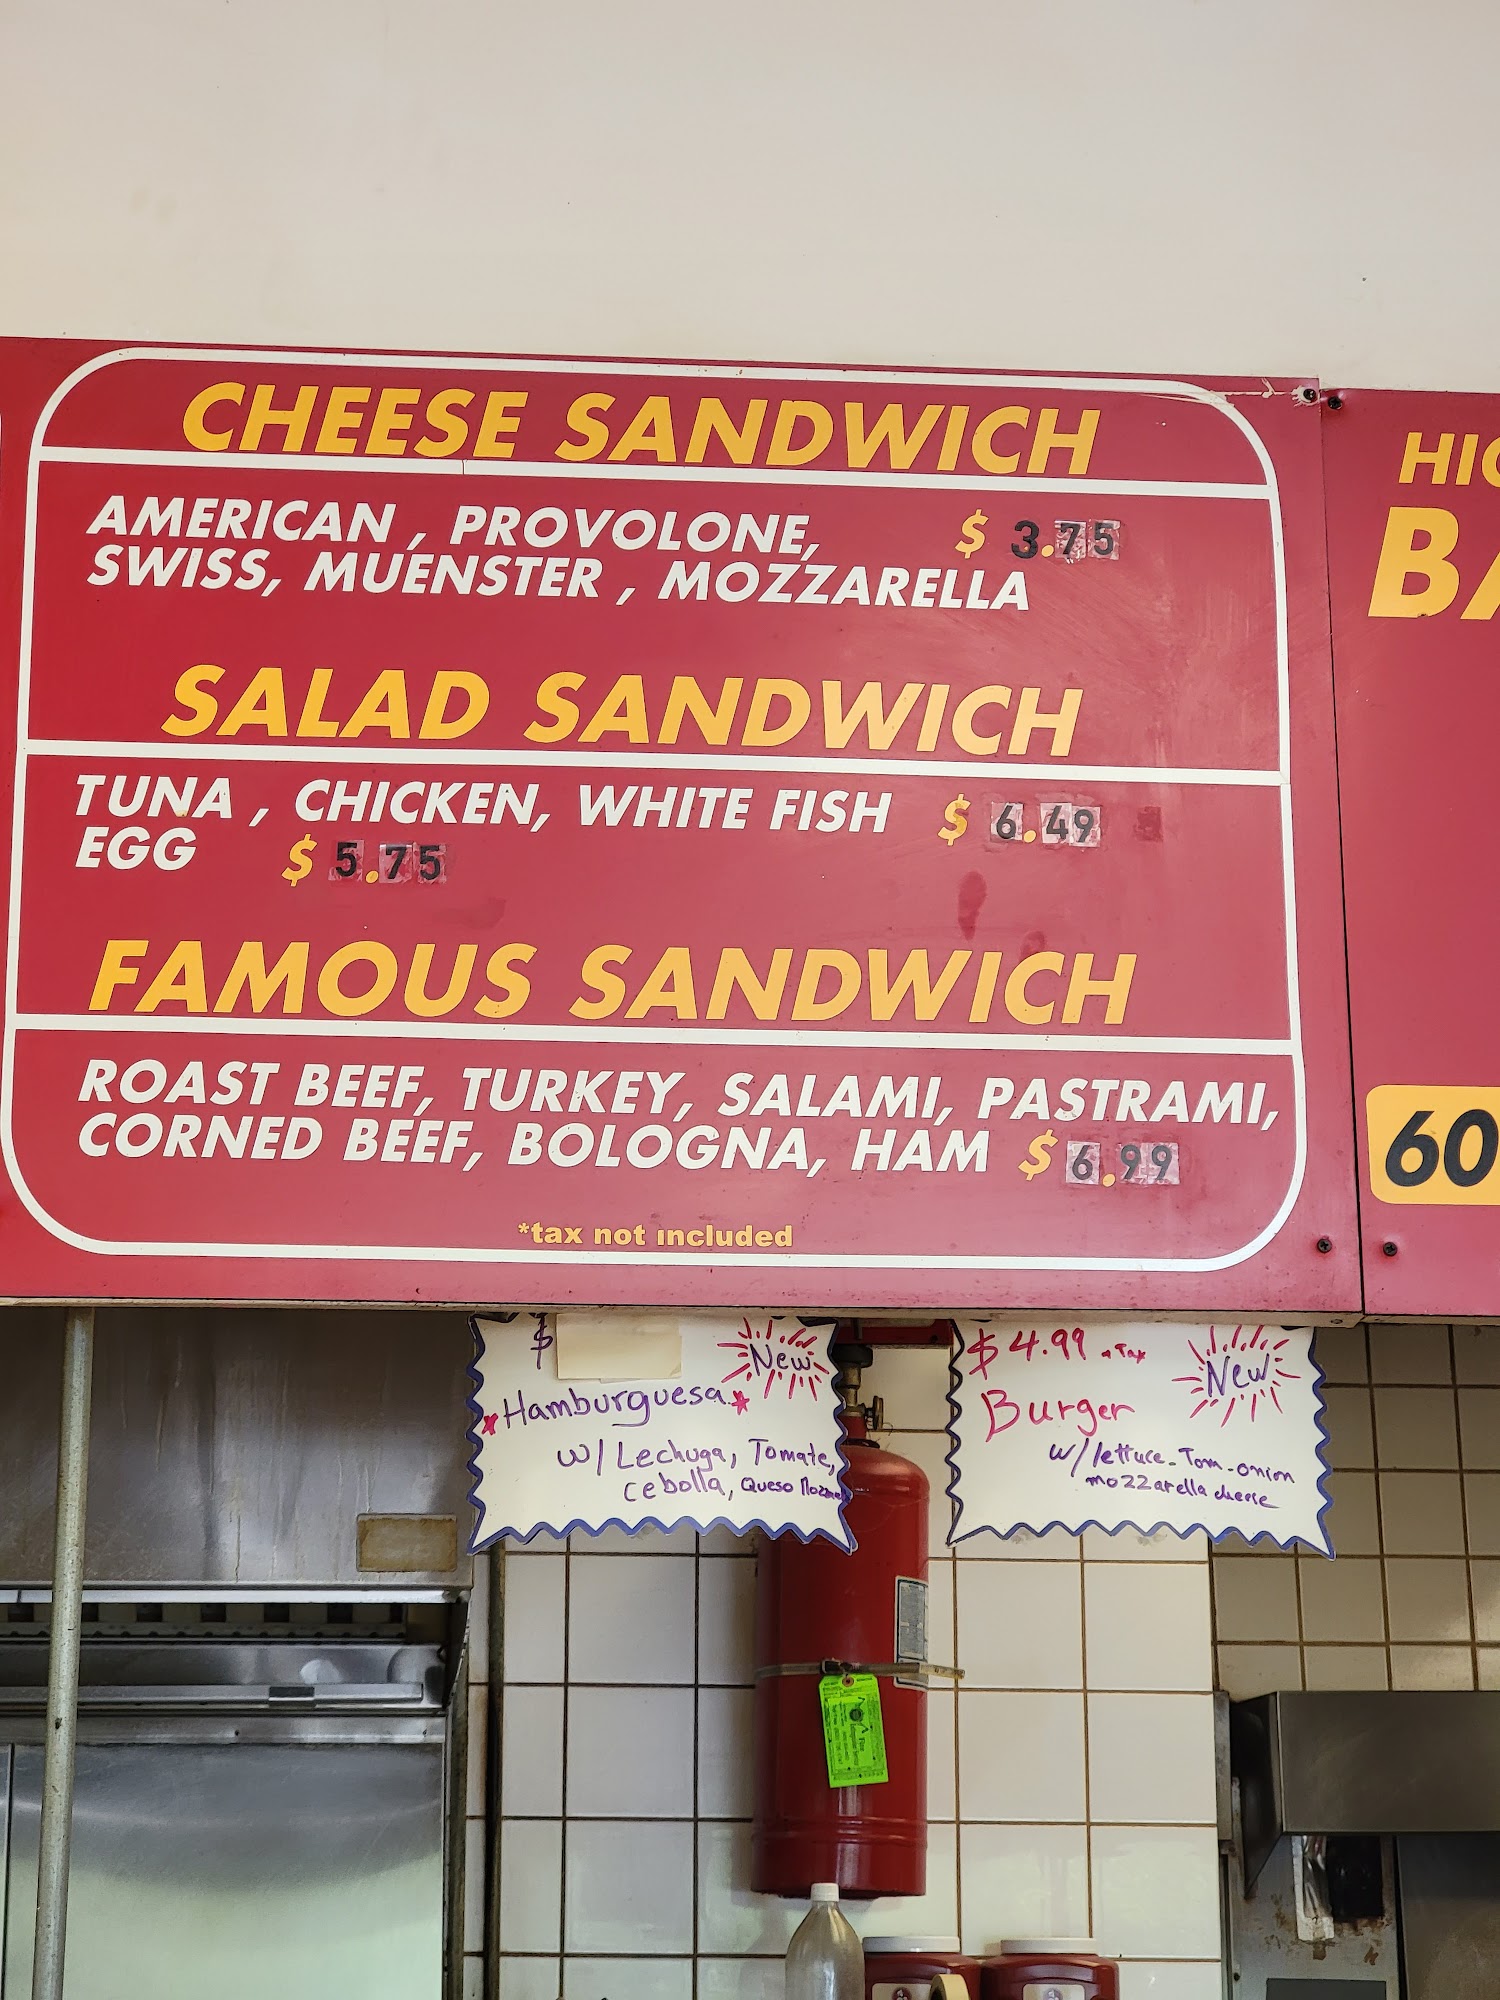 CHEESE SANDWICH
AMERICAN , PROVOLONE, $ 3.75
SWISS, MUENSTER , MOZZARELLA
SALAD SANDWICH
TUNA , CHICKEN, WHITE FISH $ 6.49
EGG $ 5.75
FAMOUS SANDWICH
ROAST BEEF, TURKEY, SALAMI, PASTRAMI,
CORNED BEEF, BOLOGNA, HAM $ 6.99
*tax not included
60
$
New
Hamburguesa
w/ Lechuga, Tomate,
cebolla, Queso
$ 4.99 + Tax
New
Burger
w/ lettuce - Tom - onion
mozzarella cheese